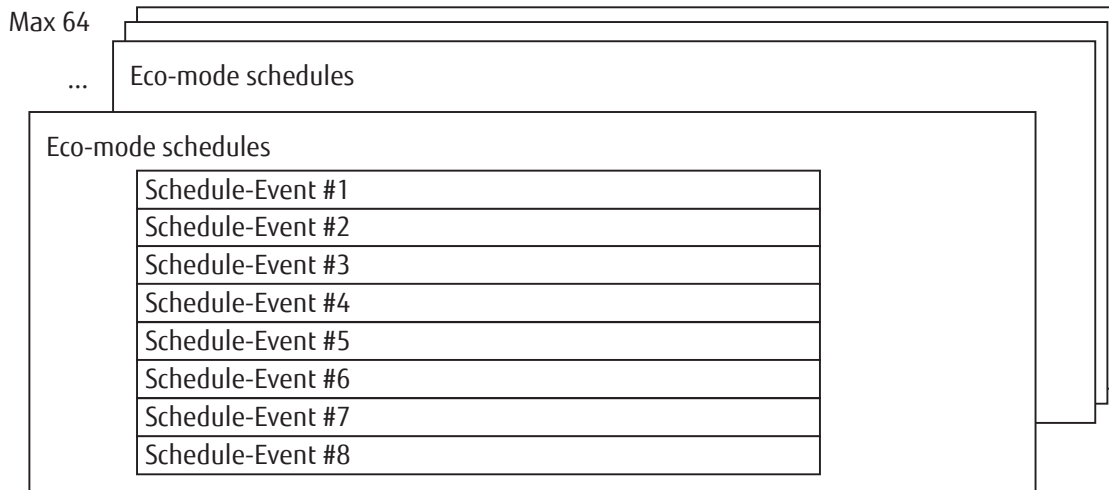 Max 64
...
Eco-mode schedules
Eco-mode schedules
Schedule-Event #1
Schedule-Event #2
Schedule-Event #3
Schedule-Event #4
Schedule-Event #5
Schedule-Event #6
Schedule-Event #7
Schedule-Event #8